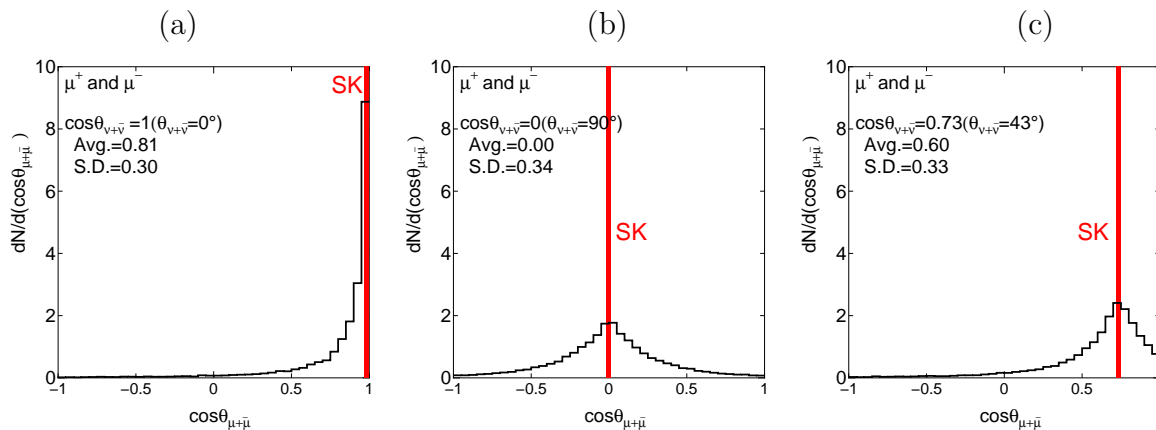 (a)
(b)
(c)
10
8
6
4
2
0
−1
−0.5
0
0.5
1
dN/d(cosθμ+μ̄)
cosθμ+μ̄
μ+ and μ−
SK
cosθν+ν̄ =1(θν+ν̄=0°)
Avg.=0.81
S.D.=0.30
10
8
6
4
2
0
−1
−0.5
0
0.5
1
dN/d(cosθμ+μ̄)
cosθμ+μ̄
μ+ and μ−
cosθν+ν̄=0(θν+ν̄=90°)
Avg.=0.00
S.D.=0.34
SK
10
8
6
4
2
0
−1
−0.5
0
0.5
dN/d(cosθμ+μ̄)
cosθμ+μ̄
μ+ and μ−
cosθν+ν̄=0.73(θν+ν̄=43°)
Avg.=0.60
S.D.=0.33
SK